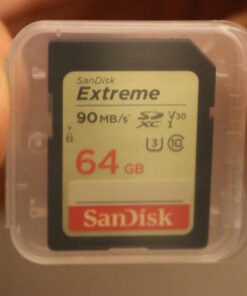 SanDisk
Extreme
90 MB/s* SD XC V30 I
3 10
64 GB
SanDisk